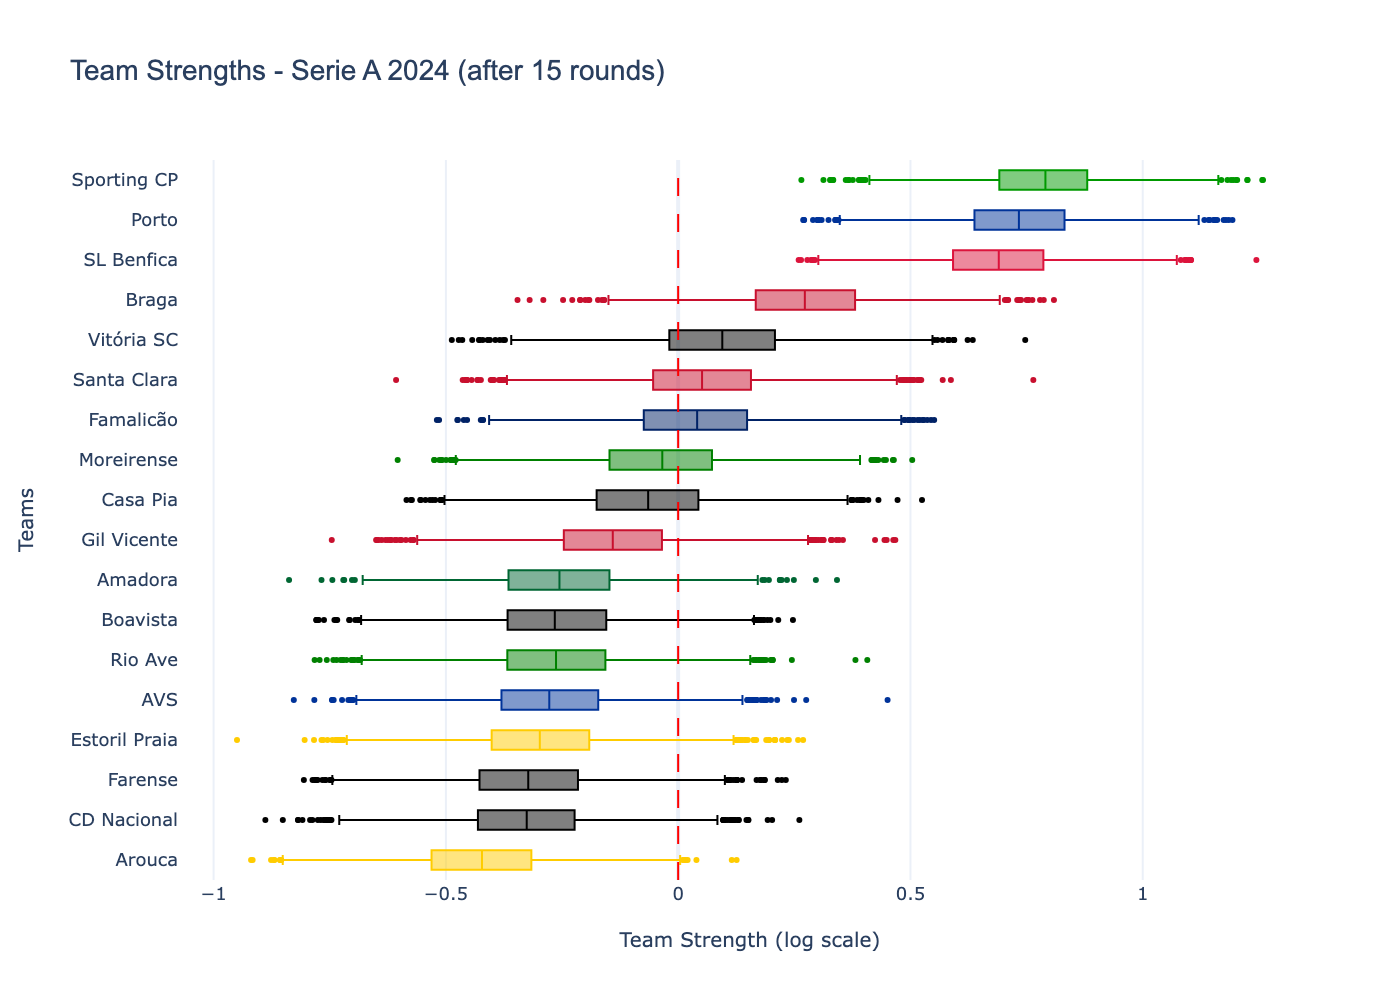 Team Strengths - Serie A 2024 (after 15 rounds)
Sporting CP
Porto
SL Benfica
Braga
Vitória SC
Santa Clara
Famalicão
Moreirense
Casa Pia
Gil Vicente
Amadora
Boavista
Rio Ave
AVS
Estoril Praia
Farense
CD Nacional
Arouca
Teams
−1 −0.5 0 0.5 1
Team Strength (log scale)